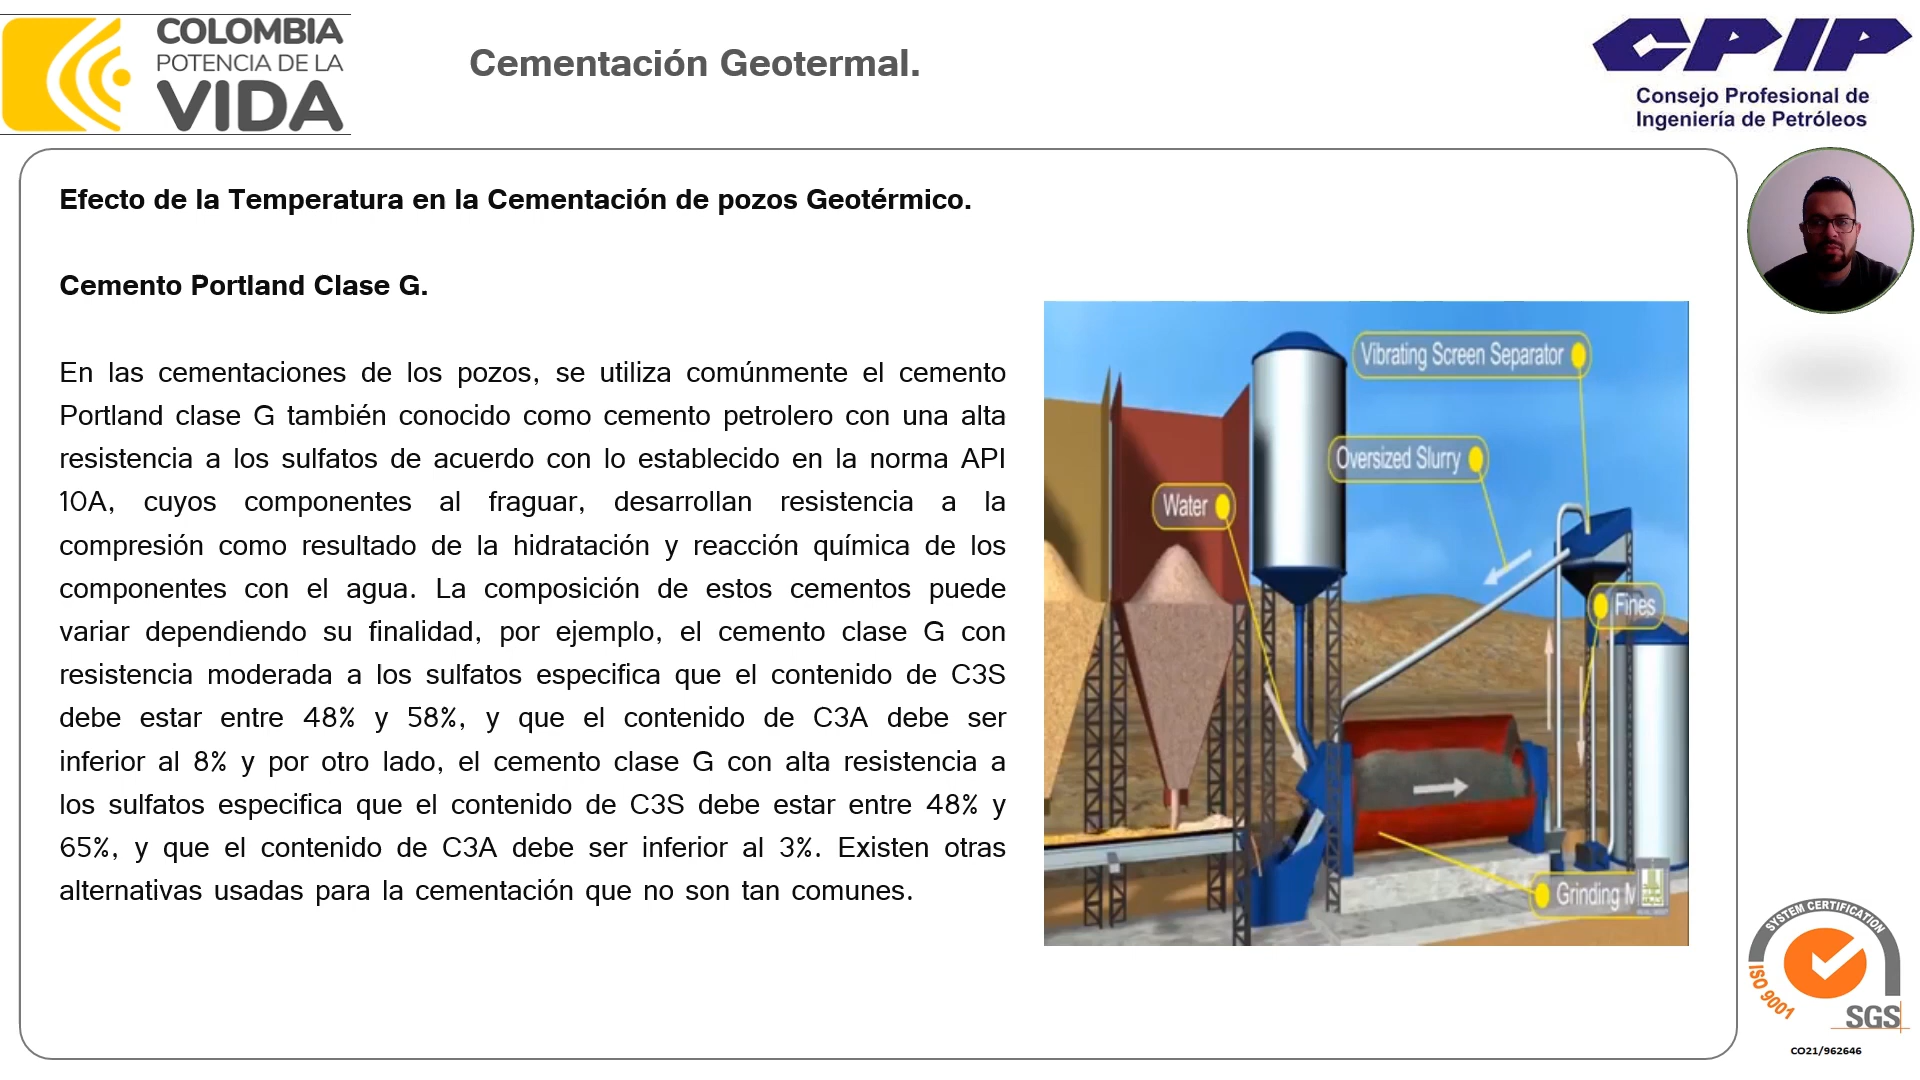 COLOMBIA
POTENCIA DE LA
VIDA
Cementación Geotermal.
CPIP
Consejo Profesional de
Ingeniería de Petróleos
Efecto de la Temperatura en la Cementación de pozos Geotérmico.
Cemento Portland Clase G.
En las cementaciones de los pozos, se utiliza comúnmente el cemento
Portland clase G también conocido como cemento petrolero con una alta
resistencia a los sulfatos de acuerdo con lo establecido en la norma API
10A, cuyos componentes al fraguar, desarrollan resistencia a la
compresión como resultado de la hidratación y reacción química de los
componentes con el agua. La composición de estos cementos puede
variar dependiendo su finalidad, por ejemplo, el cemento clase G con
resistencia moderada a los sulfatos especifica que el contenido de C3S
debe estar entre 48% y 58%, y que el contenido de C3A debe ser
inferior al 8% y por otro lado, el cemento clase G con alta resistencia a
los sulfatos especifica que el contenido de C3S debe estar entre 48% y
65%, y que el contenido de C3A debe ser inferior al 3%. Existen otras
alternativas usadas para la cementación que no son tan comunes.
Vibrating Screen Separator
Oversized Slurry
Water
Fines
Grinding M
SYSTEM CERTIFICATION
ISO 9001
SGS
CO21/962646